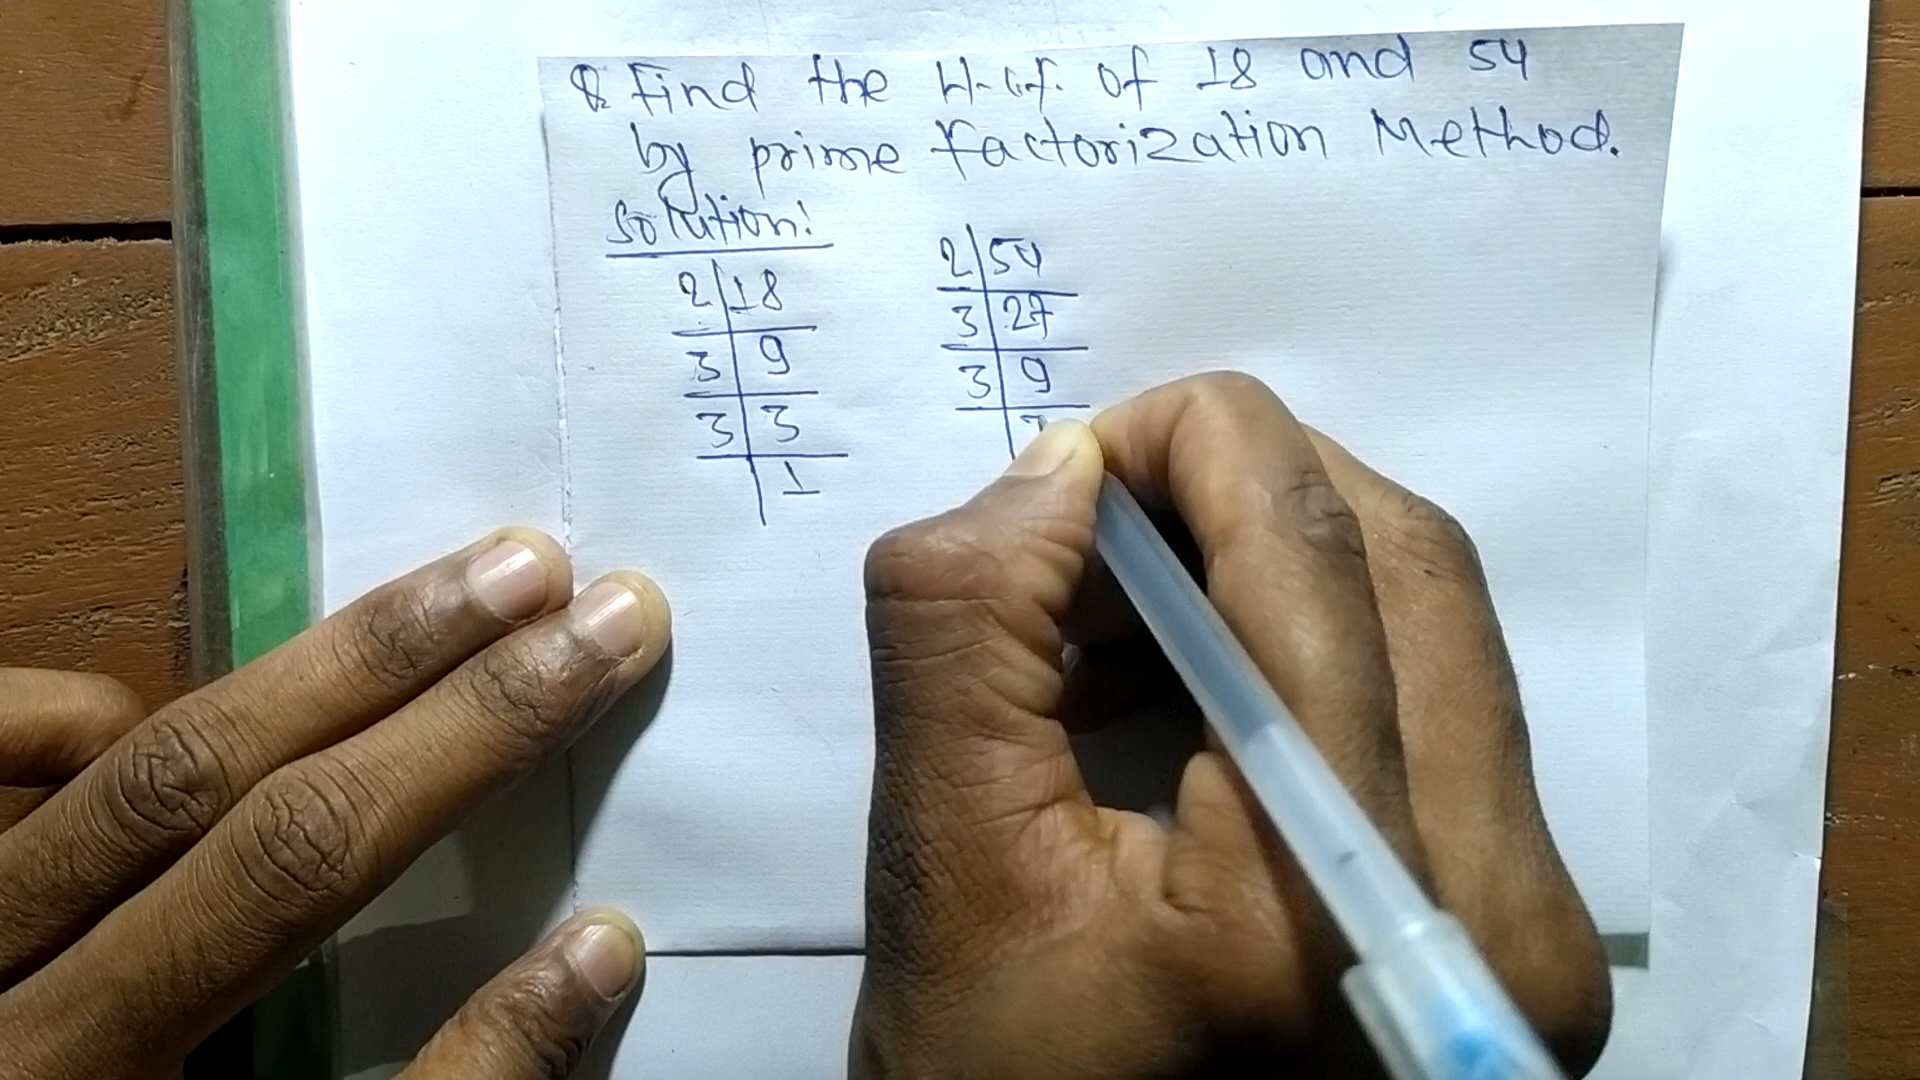 Q. Find the H.C.F. of 18 and 54
by prime factorization Method.
Solution:
2 | 18
3 | 9
3 | 3
1
2 | 54
3 | 27
3 | 9